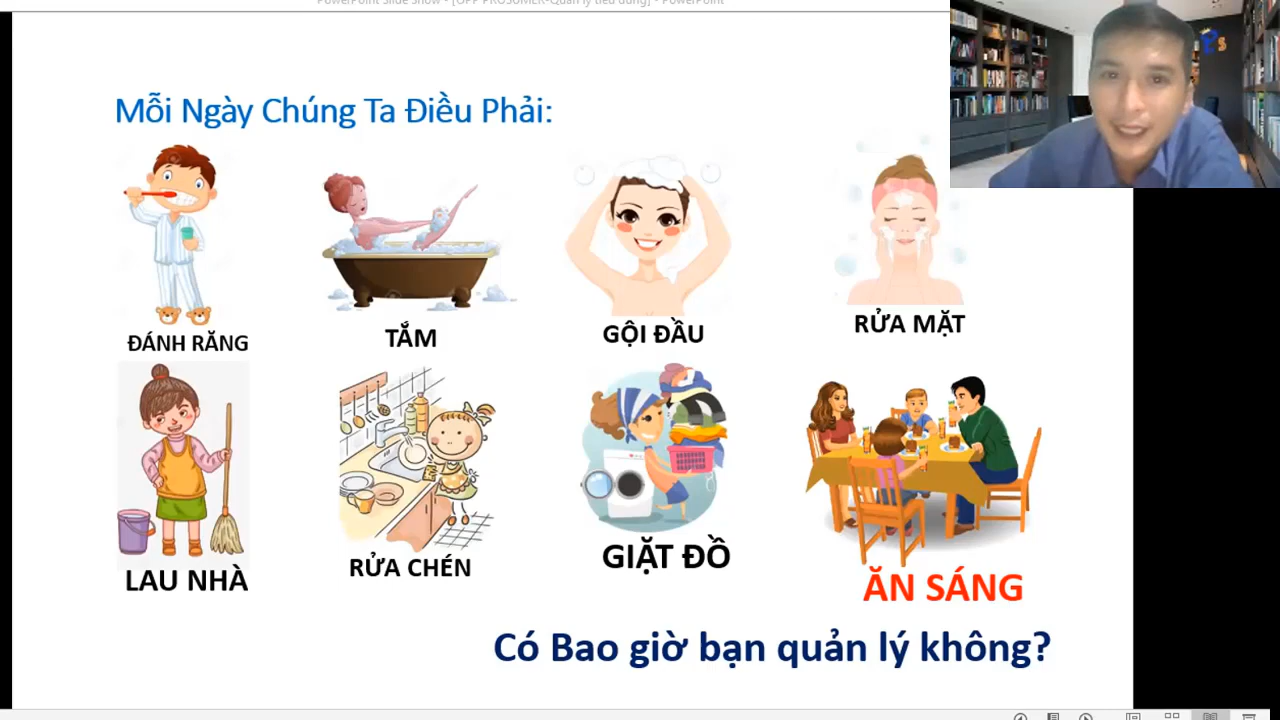 Mỗi Ngày Chúng Ta Điều Phải:
ĐÁNH RĂNG
TẮM
GỘI ĐẦU
RỬA MẶT
LAU NHÀ
RỬA CHÉN
GIẶT ĐỒ
ĂN SÁNG
Có Bao giờ bạn quản lý không?